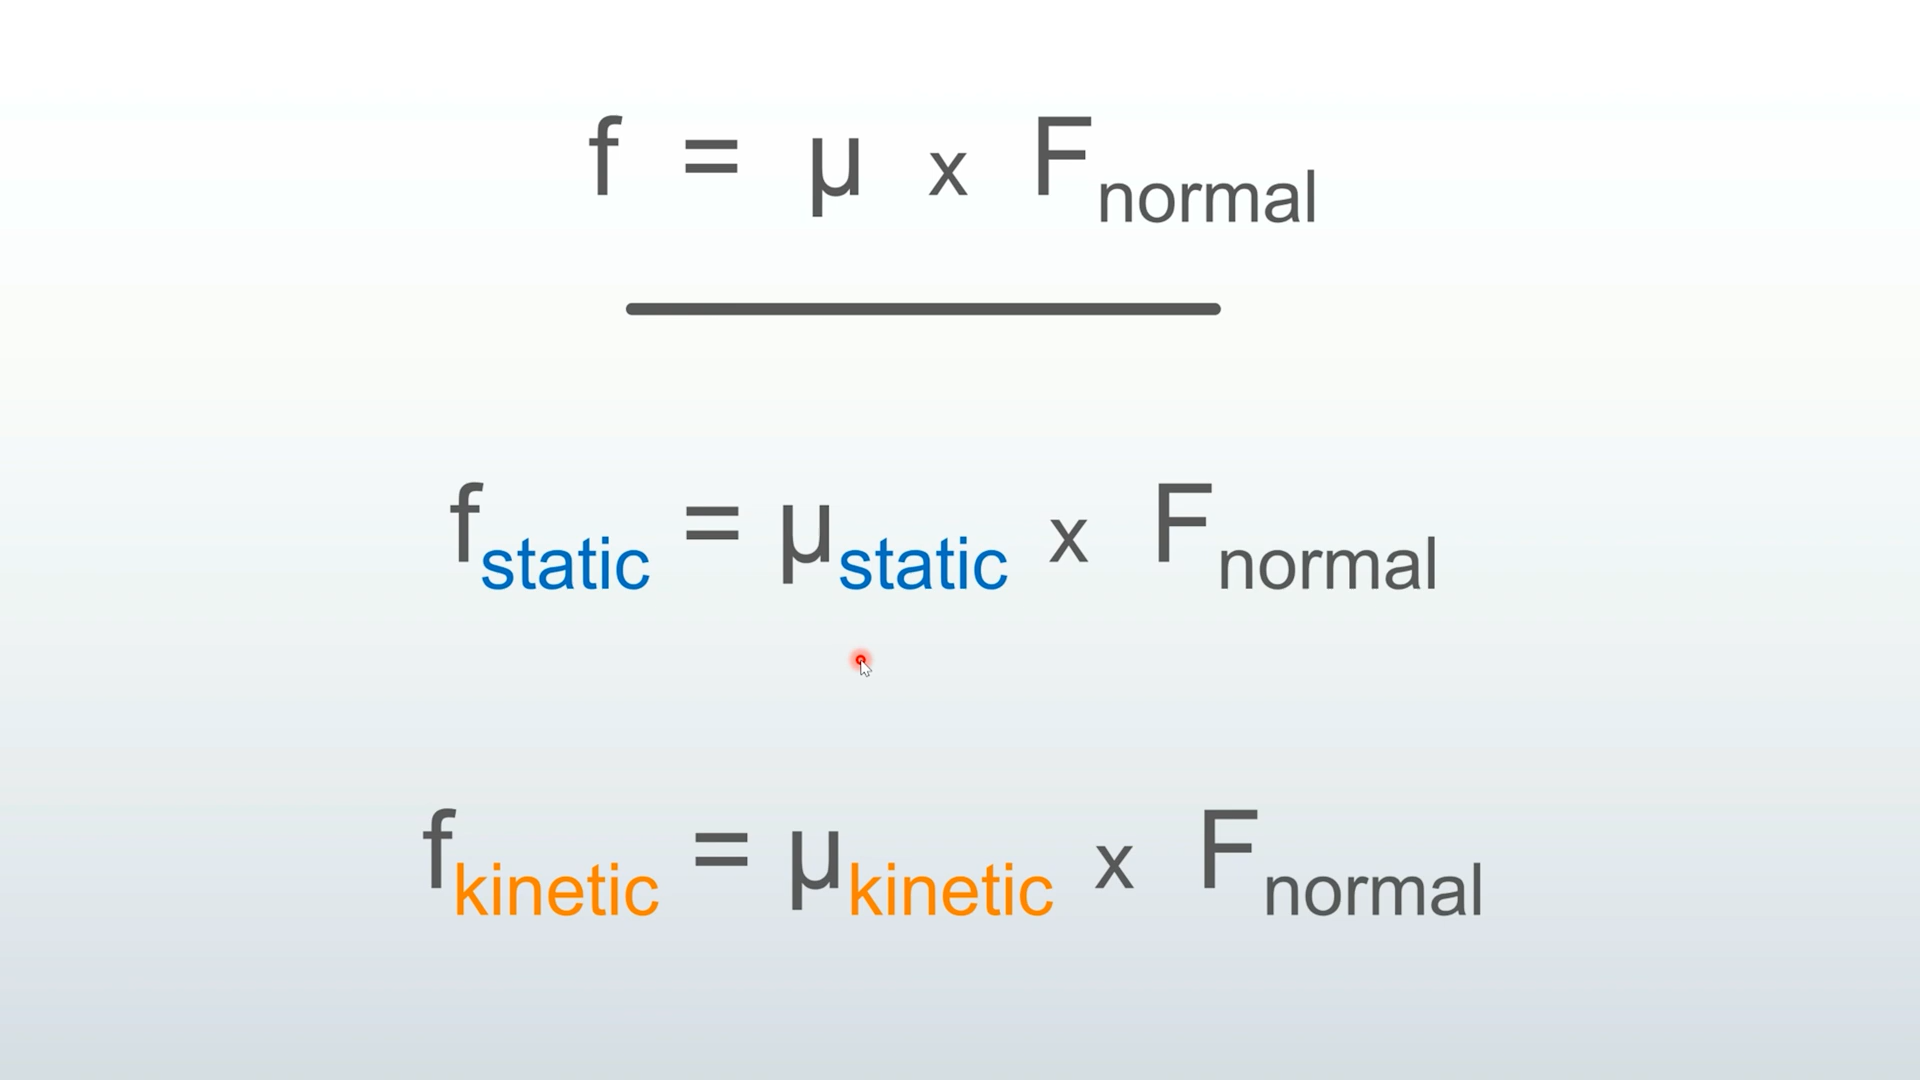 f = µ x Fnormal
fstatic = µstatic x Fnormal
fkinetic = µkinetic x Fnormal